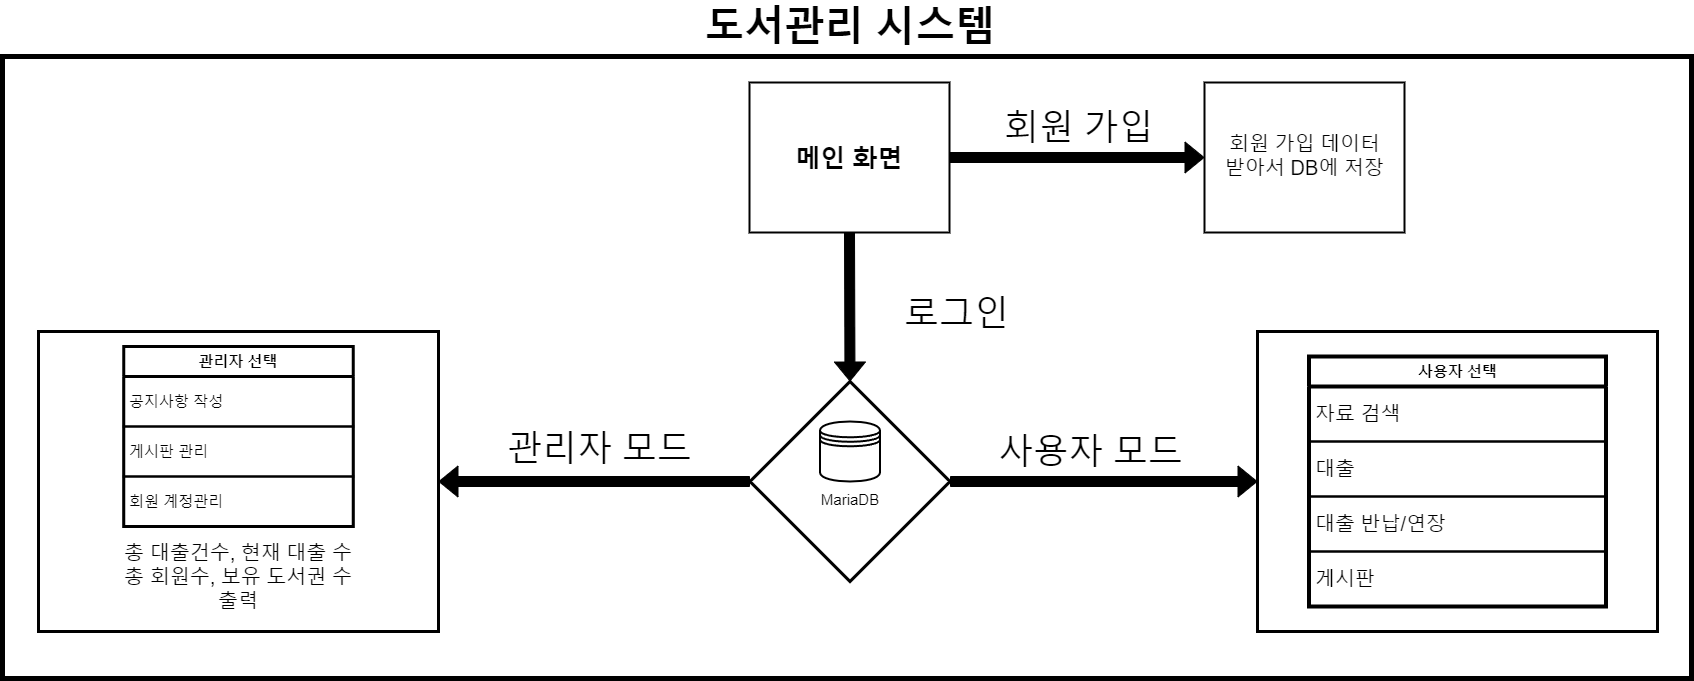 도서관리 시스템
메인 화면
회원 가입
회원 가입 데이터
받아서 DB에 저장
로그인
관리자 선택
공지사항 작성
게시판 관리
회원 계정관리
총 대출건수, 현재 대출 수
총 회원수, 보유 도서권 수
출력
관리자 모드
MariaDB
사용자 모드
사용자 선택
자료 검색
대출
대출 반납/연장
게시판